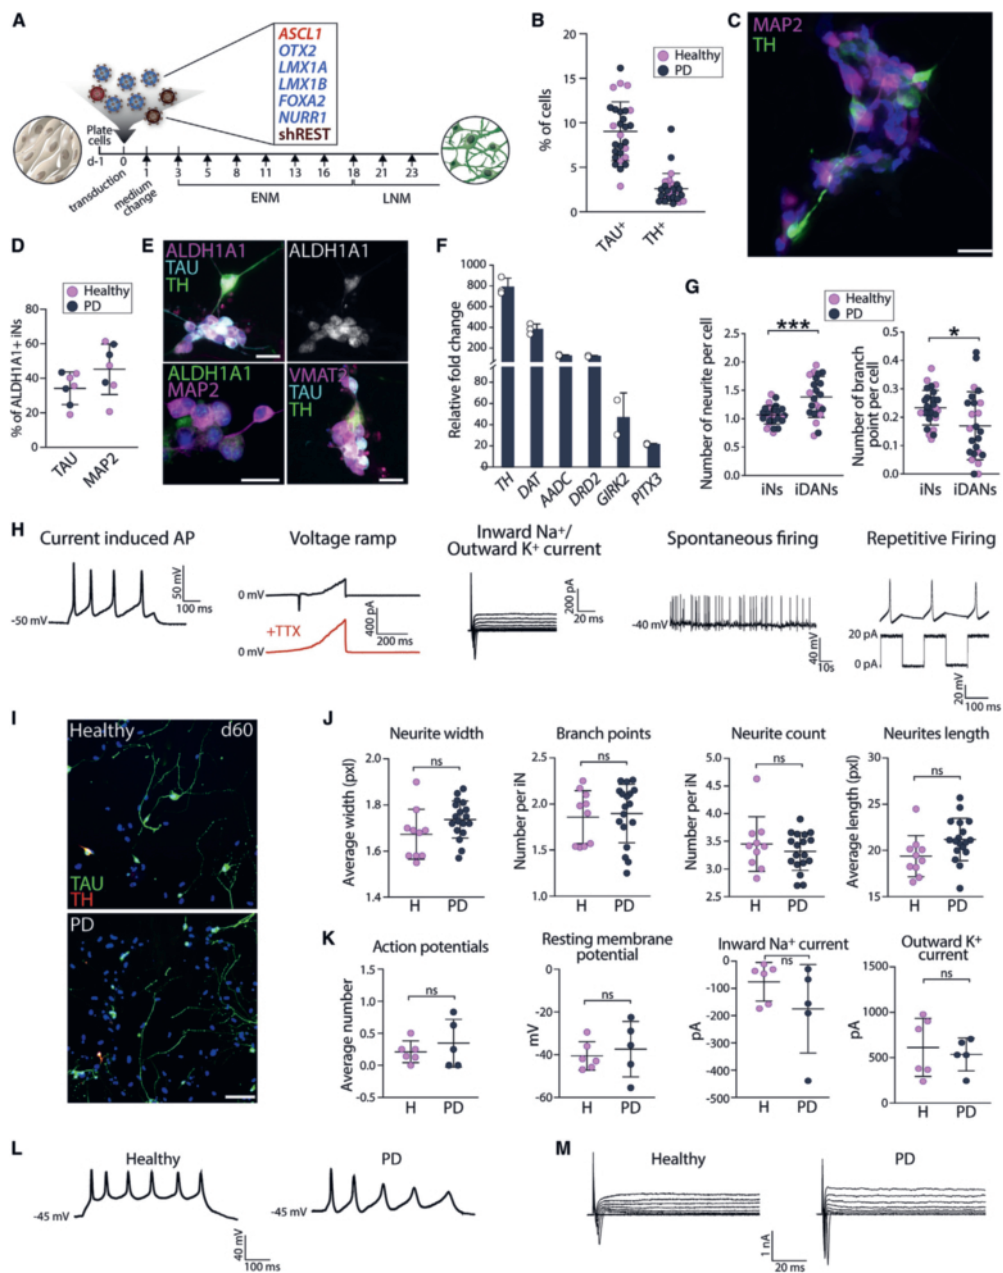 A
ASCL1
OTX2
LMX1A
LMX1B
FOXA2
NURR1
shREST
Plate
cells
d-1 0 1 3 5 8 11 13 16 18 21 23
transduction
medium
change
ENM
LNM
B
Healthy
PD
% of cells
20
15
10
5
0
TAU+
TH+
C
MAP2
TH
D
Healthy
PD
% of ALDH1A1+ iNs
80
60
40
20
0
TAU
MAP2
E
ALDH1A1
TAU
TH
ALDH1A1
ALDH1A1
MAP2
VMAT2
TAU
TH
F
Relative fold change
1000
800
600
400
200
80
60
40
20
0
TH
DAT
AADC
DRD2
GIRK2
PITX3
G
Healthy
PD
Number of neurite per cell
2.5
2.0
1.5
1.0
0.5
0.0
***
iNs
iDANs
Number of branch
point per cell
0.5
0.4
0.3
0.2
0.1
0.0
*
iNs
iDANs
H
Current induced AP
-50 mV
50 mV
100 ms
Voltage ramp
0 mV
+TTX
0 mV
400 pA
200 ms
Inward Na+/
Outward K+ current
200 pA
20 ms
Spontaneous firing
-40 mV
40 mV
10s
Repetitive Firing
20 pA
0 pA
20 mV
100 ms
I
Healthy
d60
TAU
TH
PD
J
Neurite width
Average width (pxl)
2.0
1.8
1.6
1.4
ns
H
PD
Branch points
Number per iN
2.5
2.0
1.5
1.0
ns
H
PD
Neurite count
Number per iN
5.0
4.5
4.0
3.5
3.0
2.5
ns
H
PD
Neurites length
Average length (pxl)
30
25
20
15
ns
H
PD
K
Action potentials
Average number
1.5
1.0
0.5
0.0
-0.5
ns
H
PD
Resting membrane
potential
mV
0
-20
-40
-60
ns
H
PD
Inward Na+ current
pA
0
-100
-200
-300
-400
-500
ns
H
PD
Outward K+
current
pA
1500
1000
500
0
ns
H
PD
L
Healthy
-45 mV
40 mV
100 ms
PD
-45 mV
M
Healthy
1 nA
20 ms
PD